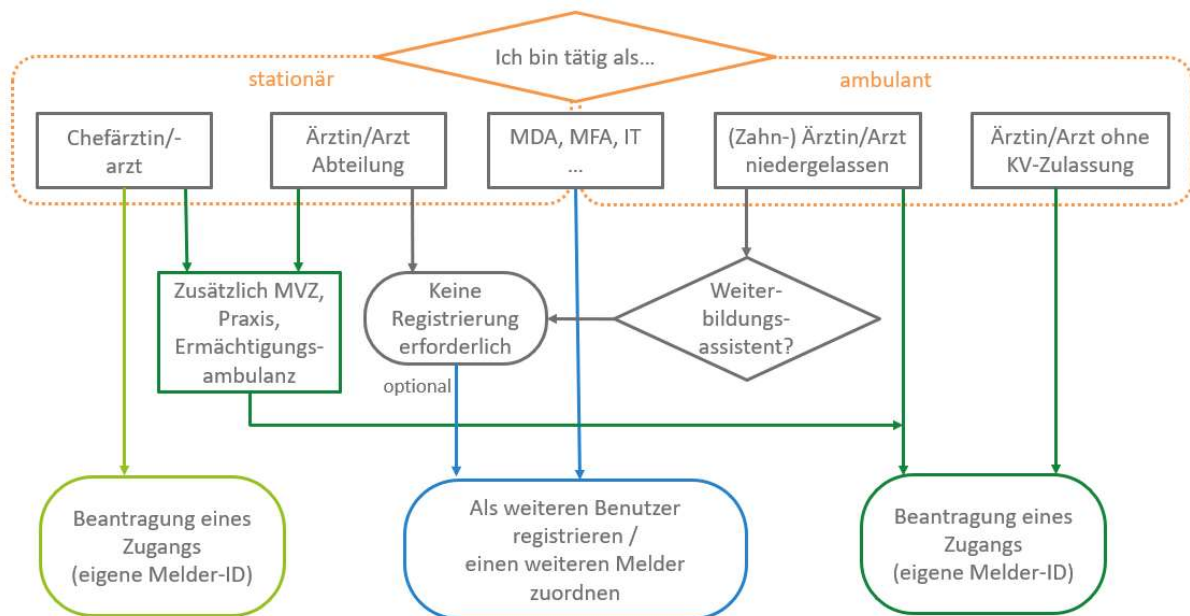 Ich bin tätig als...
stationär
ambulant
Chefärztin/-
arzt
Ärztin/Arzt
Abteilung
MDA, MFA, IT
...
(Zahn-) Ärztin/Arzt
niedergelassen
Ärztin/Arzt ohne
KV-Zulassung
Zusätzlich MVZ,
Praxis,
Ermächtigungs-
ambulanz
Keine
Registrierung
erforderlich
Weiter-
bildungs-
assistent?
optional
Beantragung eines
Zugangs
(eigene Melder-ID)
Als weiteren Benutzer
registrieren /
einen weiteren Melder
zuordnen
Beantragung eines
Zugangs
(eigene Melder-ID)